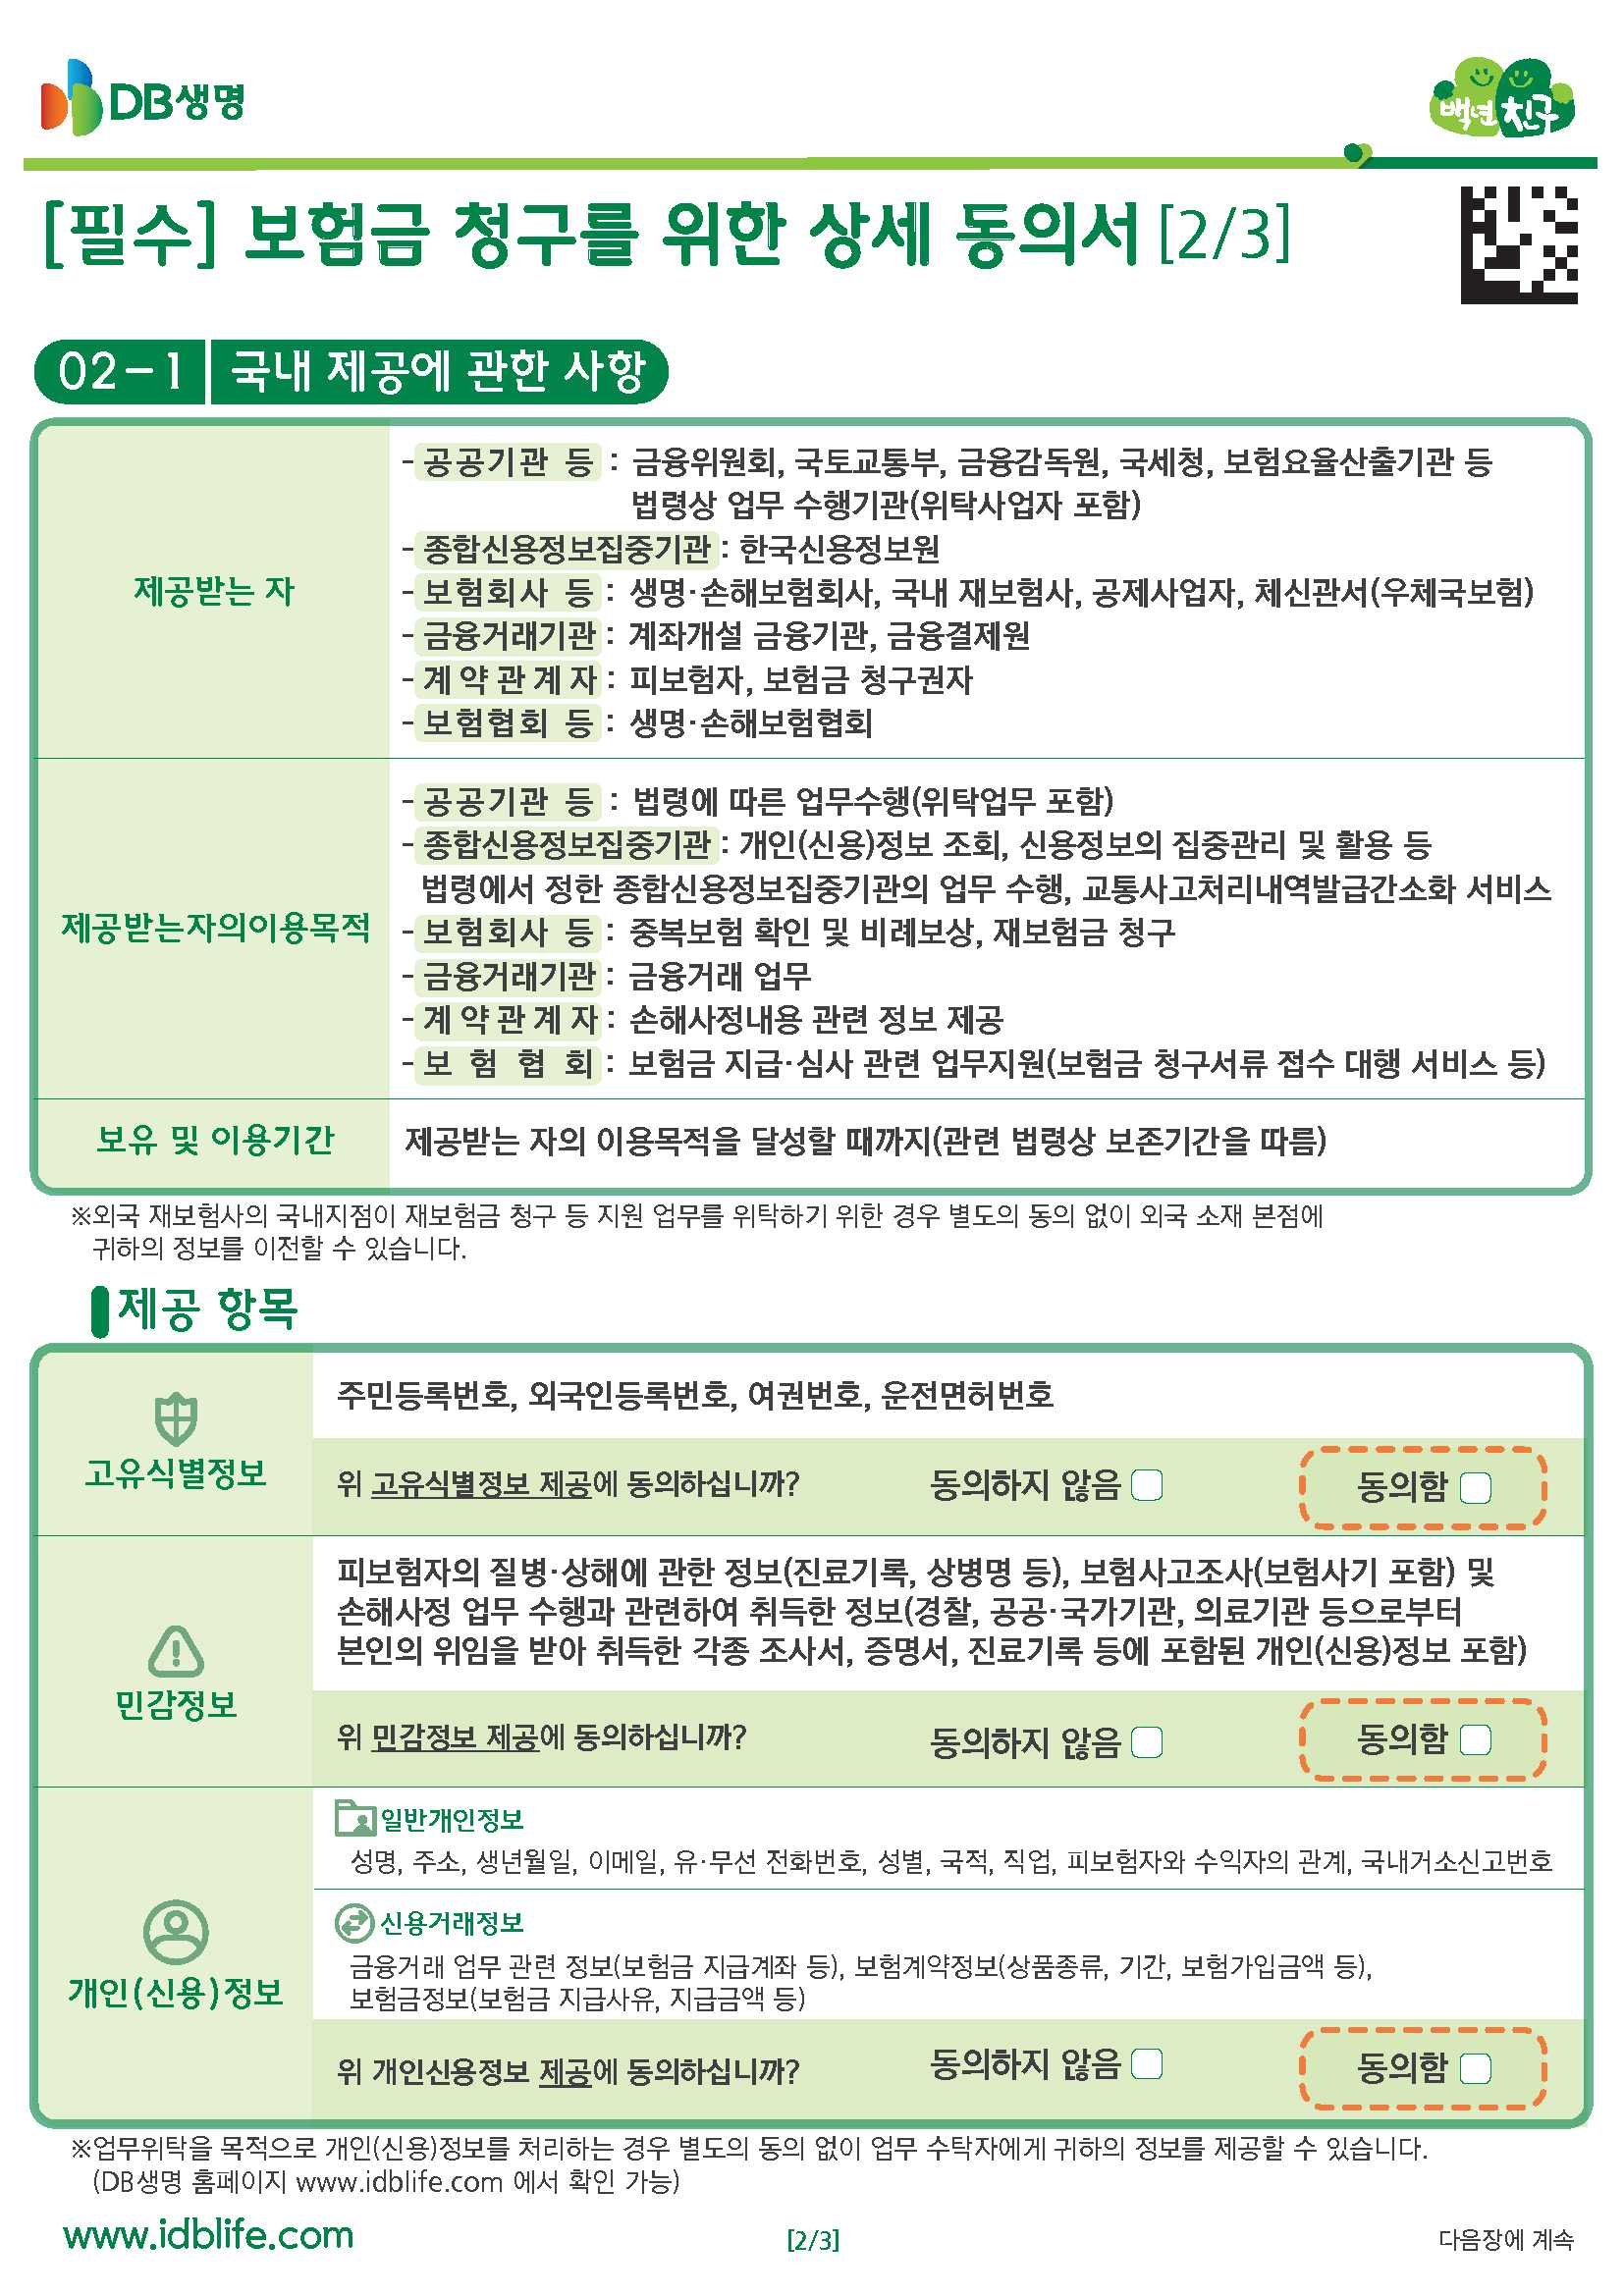 DB생명
백년친구
[필수] 보험금 청구를 위한 상세 동의서 [2/3]
02-1 국내 제공에 관한 사항
제공받는 자
- 공공기관 등 : 금융위원회, 국토교통부, 금융감독원, 국세청, 보험요율산출기관 등
법령상 업무 수행기관(위탁사업자 포함)
- 종합신용정보집중기관 : 한국신용정보원
- 보험회사 등 : 생명·손해보험회사, 국내 재보험사, 공제사업자, 체신관서(우체국보험)
- 금융거래기관 : 계좌개설 금융기관, 금융결제원
- 계약관계자 : 피보험자, 보험금 청구권자
- 보험협회 등 : 생명·손해보험협회
제공받는자의이용목적
- 공공기관 등 : 법령에 따른 업무수행(위탁업무 포함)
- 종합신용정보집중기관 : 개인(신용)정보 조회, 신용정보의 집중관리 및 활용 등
법령에서 정한 종합신용정보집중기관의 업무 수행, 교통사고처리내역발급간소화 서비스
- 보험회사 등 : 중복보험 확인 및 비례보상, 재보험금 청구
- 금융거래기관 : 금융거래 업무
- 계약관계자 : 손해사정내용 관련 정보 제공
- 보험협회 : 보험금 지급·심사 관련 업무지원(보험금 청구서류 접수 대행 서비스 등)
보유 및 이용기간
제공받는 자의 이용목적을 달성할 때까지(관련 법령상 보존기간을 따름)
※외국 재보험사의 국내지점이 재보험금 청구 등 지원 업무를 위탁하기 위한 경우 별도의 동의 없이 외국 소재 본점에
귀하의 정보를 이전할 수 있습니다.
제공 항목
고유식별정보
주민등록번호, 외국인등록번호, 여권번호, 운전면허번호
위 고유식별정보 제공에 동의하십니까? 동의하지 않음 동의함
민감정보
피보험자의 질병·상해에 관한 정보(진료기록, 상병명 등), 보험사고조사(보험사기 포함) 및
손해사정 업무 수행과 관련하여 취득한 정보(경찰, 공공·국가기관, 의료기관 등으로부터
본인의 위임을 받아 취득한 각종 조사서, 증명서, 진료기록 등에 포함된 개인(신용)정보 포함)
위 민감정보 제공에 동의하십니까? 동의하지 않음 동의함
개인(신용)정보
일반개인정보
성명, 주소, 생년월일, 이메일, 유·무선 전화번호, 성별, 국적, 직업, 피보험자와 수익자의 관계, 국내거소신고번호
신용거래정보
금융거래 업무 관련 정보(보험금 지급계좌 등), 보험계약정보(상품종류, 기간, 보험가입금액 등),
보험금정보(보험금 지급사유, 지급금액 등)
위 개인신용정보 제공에 동의하십니까? 동의하지 않음 동의함
※업무위탁을 목적으로 개인(신용)정보를 처리하는 경우 별도의 동의 없이 업무 수탁자에게 귀하의 정보를 제공할 수 있습니다.
(DB생명 홈페이지 www.idblife.com 에서 확인 가능)
www.idblife.com
[2/3]
다음장에 계속